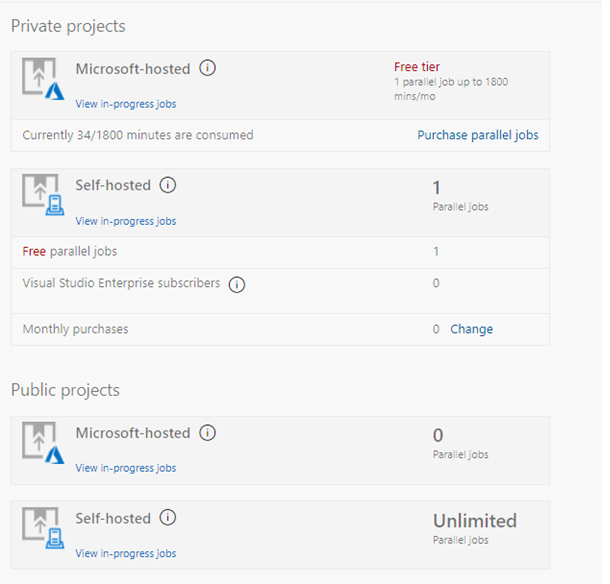 Private projects
Microsoft-hosted
Free tier
1 parallel job up to 1800
mins/mo
View in-progress jobs
Currently 34/1800 minutes are consumed
Purchase parallel jobs
Self-hosted
1
Parallel jobs
View in-progress jobs
Free parallel jobs 1
Visual Studio Enterprise subscribers 0
Monthly purchases 0 Change
Public projects
Microsoft-hosted
0
Parallel jobs
View in-progress jobs
Self-hosted
Unlimited
Parallel jobs
View in-progress jobs